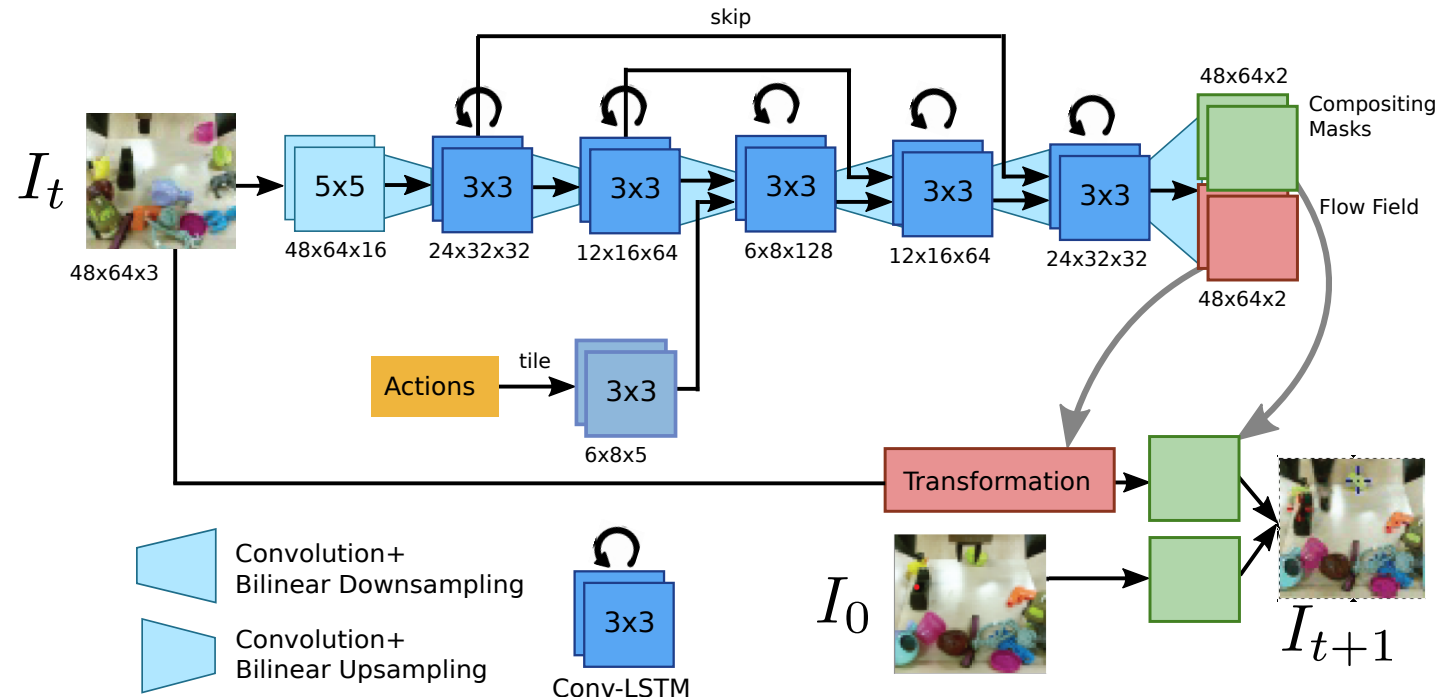 skip
48x64x2
Compositing
Masks
I_t
5x5
3x3
3x3
3x3
3x3
3x3
Flow Field
48x64x3
48x64x16
24x32x32
12x16x64
6x8x128
12x16x64
24x32x32
48x64x2
Actions
tile
3x3
6x8x5
Transformation
Convolution+
Bilinear Downsampling
3x3
I_0
I_{t+1}
Convolution+
Bilinear Upsampling
Conv-LSTM